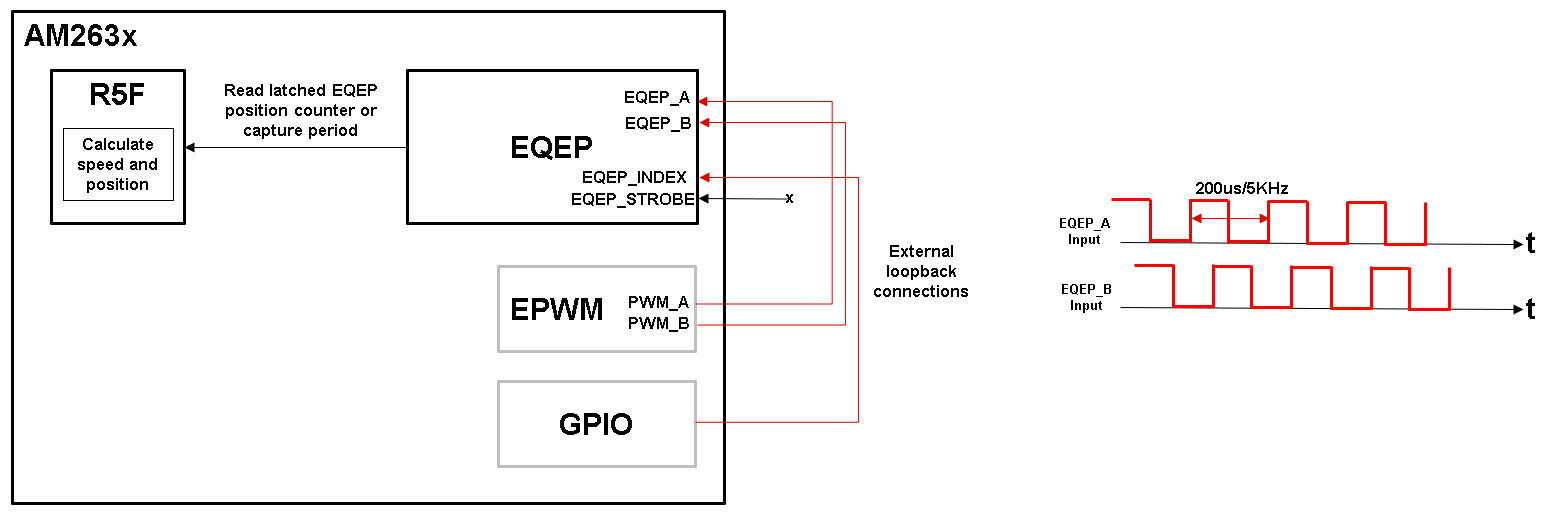 AM263x
R5F
Calculate
speed and
position
Read latched EQEP
position counter or
capture period
EQEP
EQEP_A
EQEP_B
EQEP_INDEX
EQEP_STROBE
x
EPWM
PWM_A
PWM_B
GPIO
External
loopback
connections
200us/5KHz
EQEP_A
Input
t
EQEP_B
Input
t